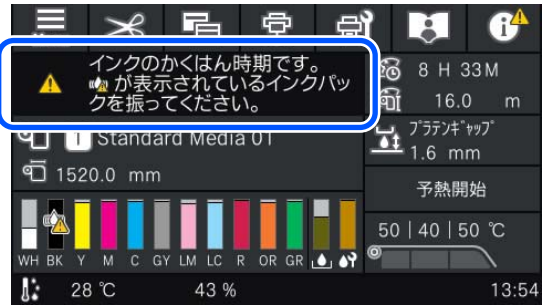 インクのかくはん時期です。
が表示されているインクパッ
クを振ってください。
8 H 33M
16.0 m
1 Standard Media 01
プラテンギャップ
1.6 mm
1520.0 mm
予熱開始
50 | 40 | 50 ℃
WH BK Y M C GY LM LC R OR GR
28 ℃ 43 % 13:54